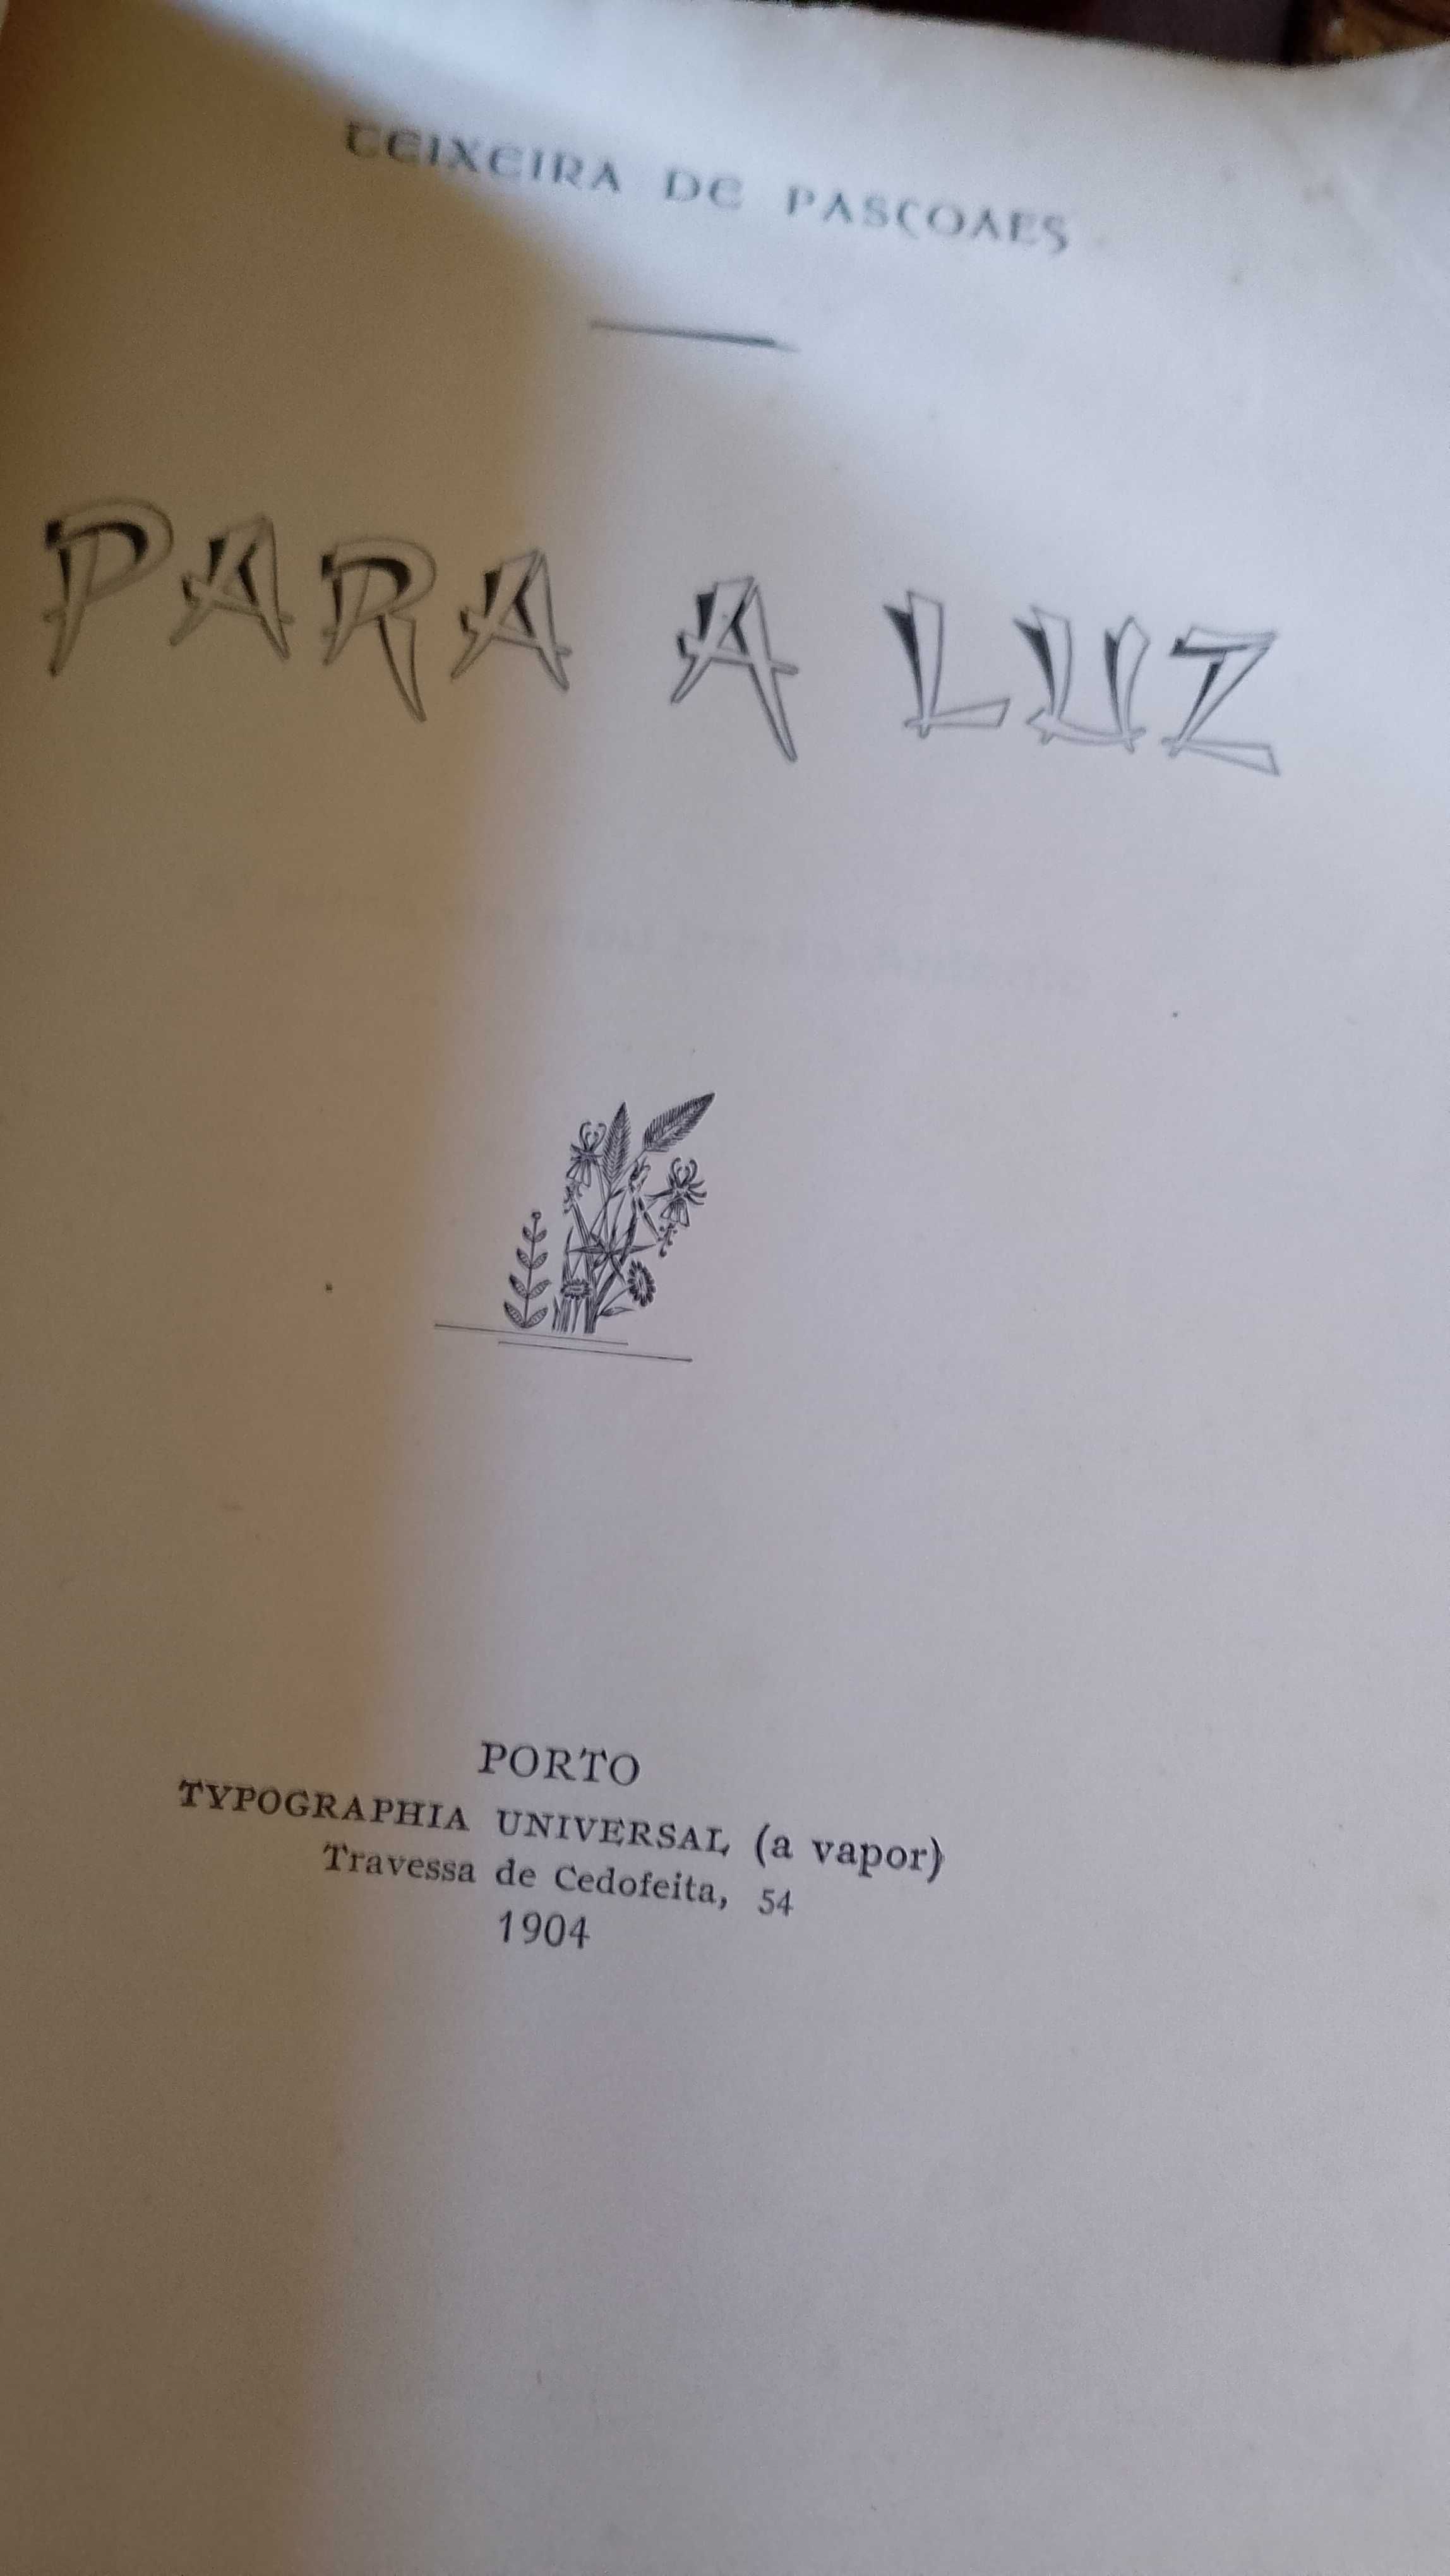 TEIXEIRA DE PASCOAES
PARA A LUZ
PORTO
TYPOGRAPHIA UNIVERSAL (a vapor)
Travessa de Cedofeita, 54
1904